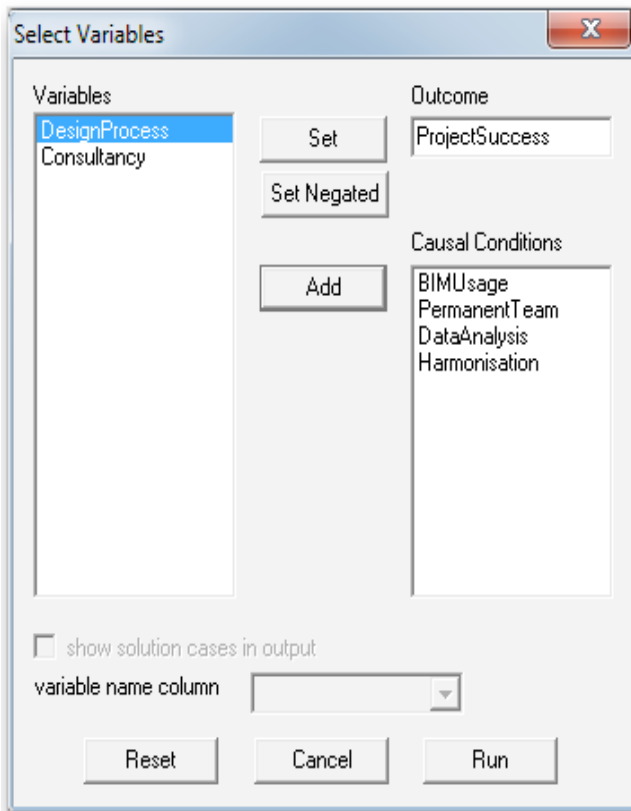 Select Variables
X
Variables
Outcome
DesignProcess
Consultancy
Set
ProjectSuccess
Set Negated
Causal Conditions
Add
BIMUsage
PermanentTeam
DataAnalysis
Harmonisation
show solution cases in output
variable name column
Reset
Cancel
Run